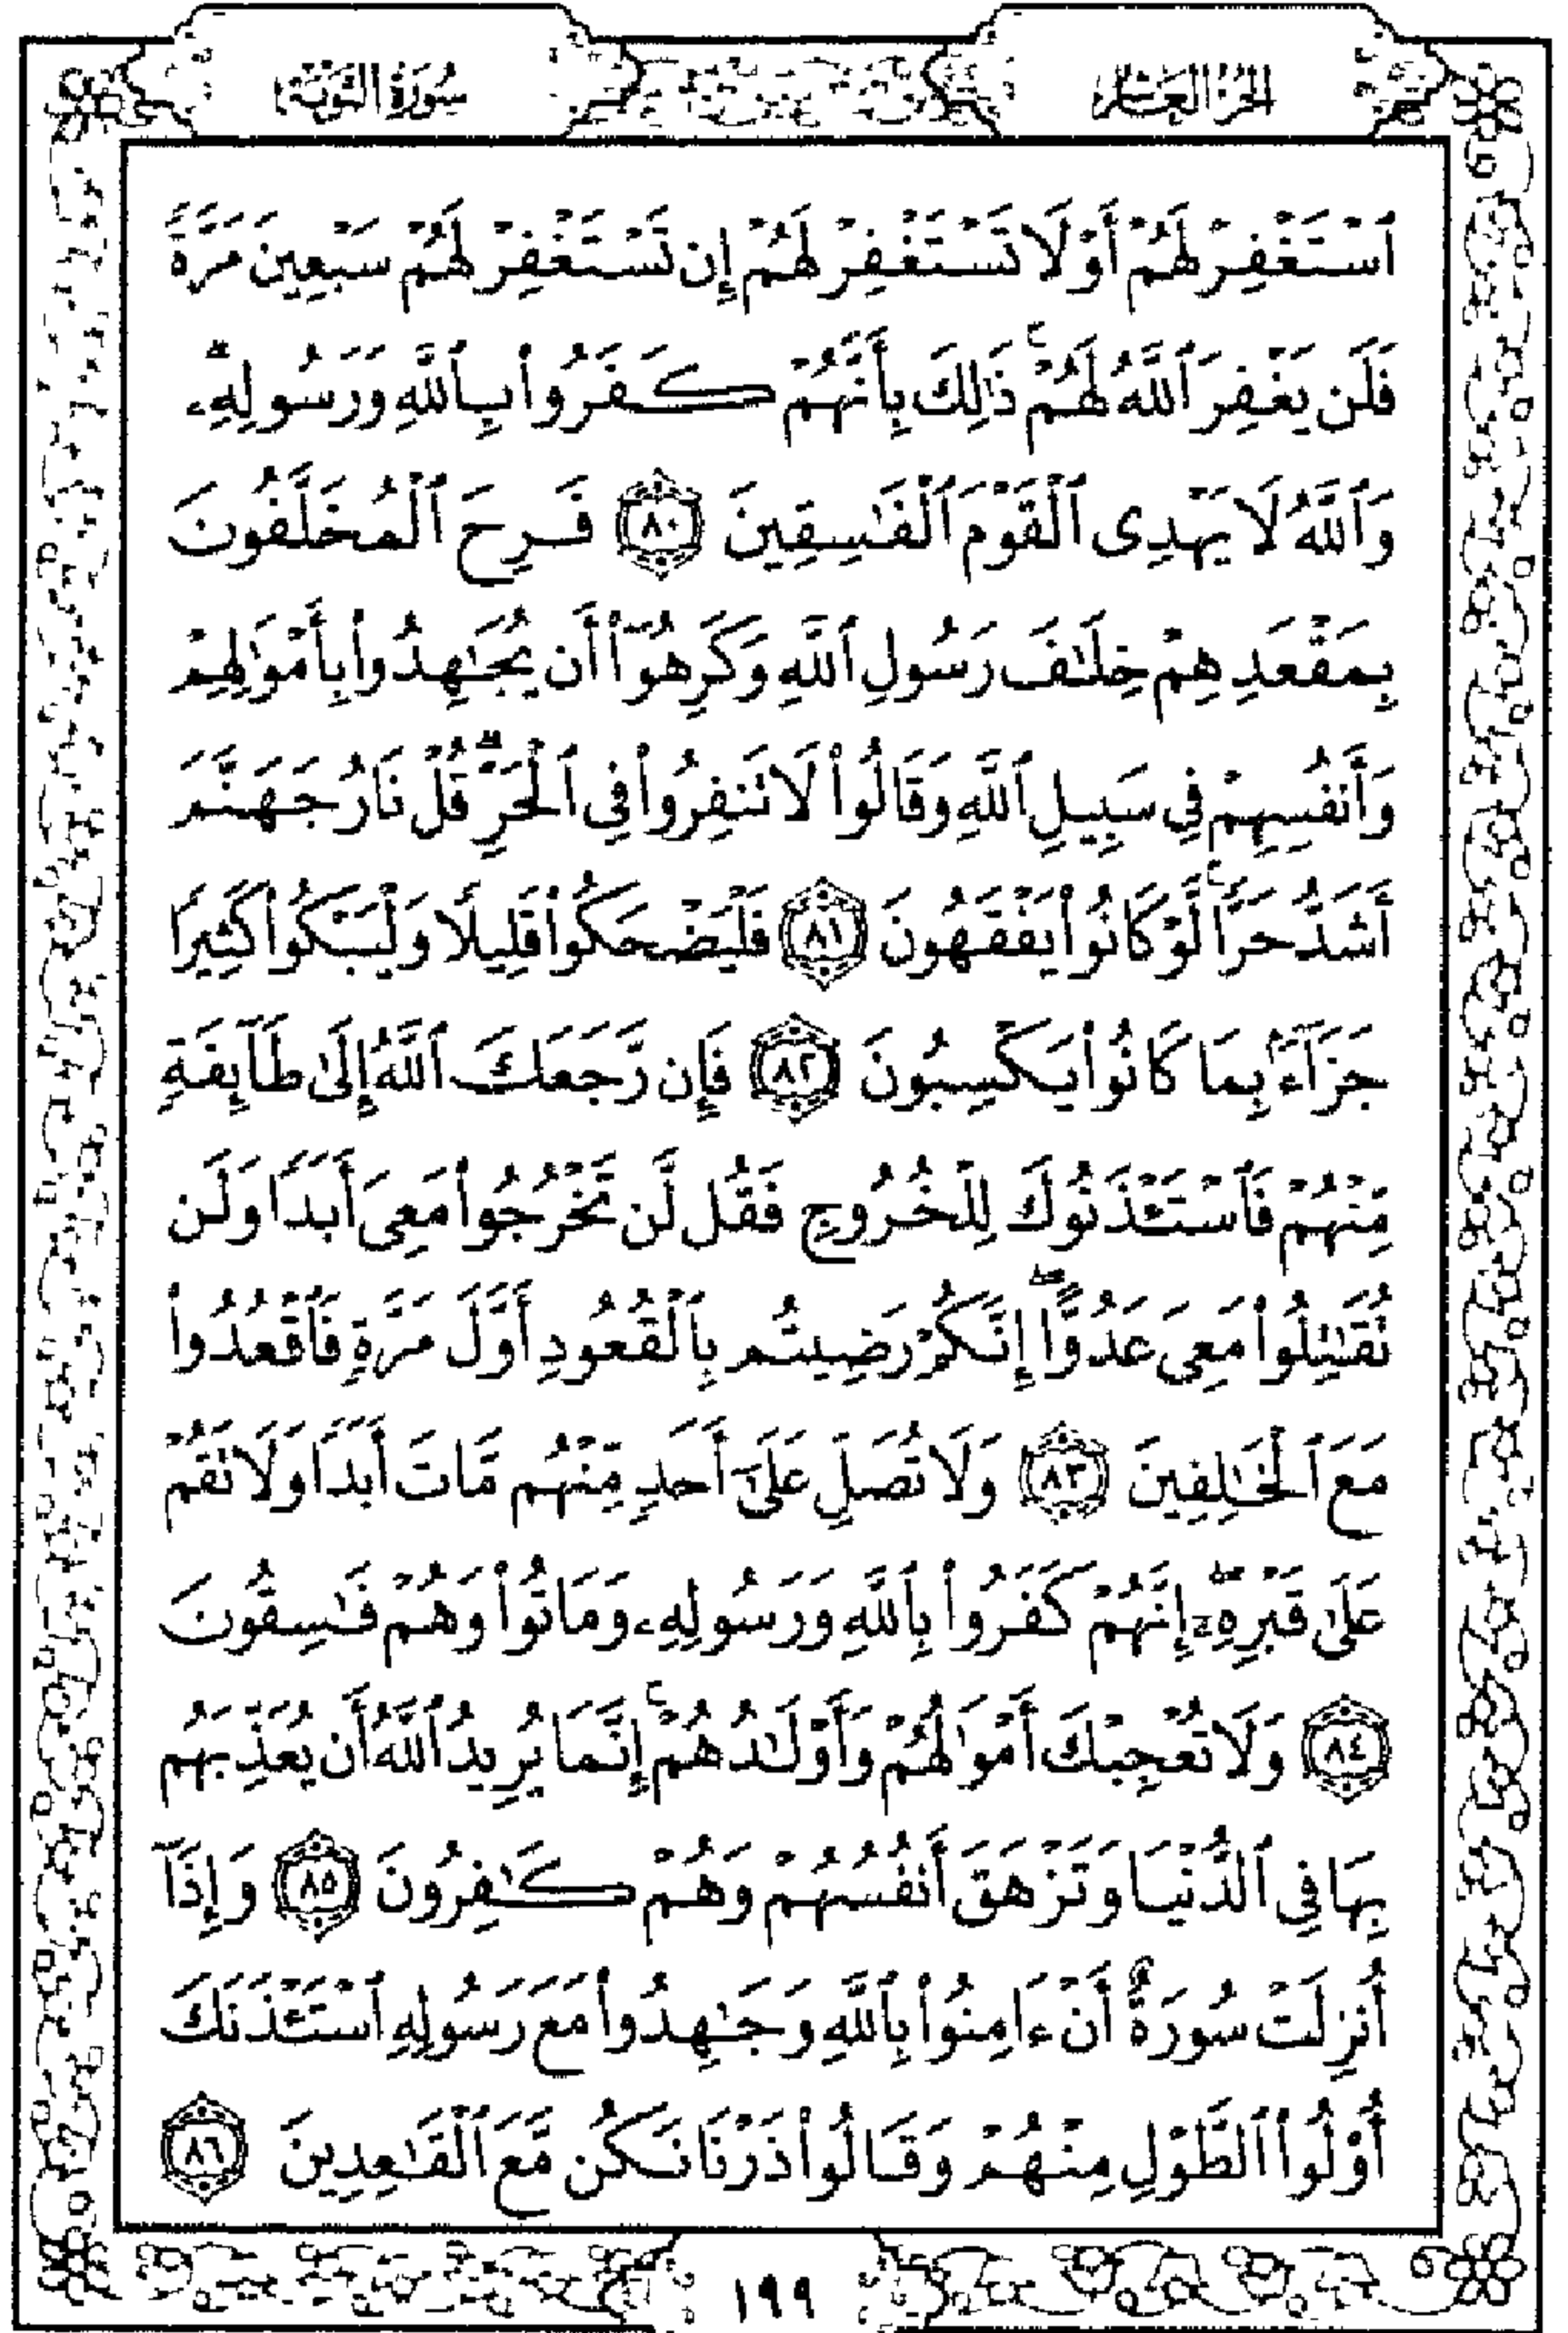 الجزء العاشر
سورة التوبة
ٱسْتَغْفِرْ لَهُمْ أَوْ لَا تَسْتَغْفِرْ لَهُمْ إِن تَسْتَغْفِرْ لَهُمْ سَبْعِينَ مَرَّةً
فَلَن يَغْفِرَ ٱللَّهُ لَهُمْ ۚ ذَٰلِكَ بِأَنَّهُمْ كَفَرُوا۟ بِٱللَّهِ وَرَسُولِهِۦ ۗ
وَٱللَّهُ لَا يَهْدِى ٱلْقَوْمَ ٱلْفَٰسِقِينَ ٨٠ فَرِحَ ٱلْمُخَلَّفُونَ
بِمَقْعَدِهِمْ خِلَٰفَ رَسُولِ ٱللَّهِ وَكَرِهُوٓا۟ أَن يُجَٰهِدُوا۟ بِأَمْوَٰلِهِمْ
وَأَنفُسِهِمْ فِى سَبِيلِ ٱللَّهِ وَقَالُوا۟ لَا تَنفِرُوا۟ فِى ٱلْحَرِّ ۗ قُلْ نَارُ جَهَنَّمَ
أَشَدُّ حَرًّا ۚ لَّوْ كَانُوا۟ يَفْقَهُونَ ٨١ فَلْيَضْحَكُوا۟ قَلِيلًا وَلْيَبْكُوا۟ كَثِيرًا
جَزَآءًۢ بِمَا كَانُوا۟ يَكْسِبُونَ ٨٢ فَإِن رَّجَعَكَ ٱللَّهُ إِلَىٰ طَآئِفَةٍ
مِّنْهُمْ فَٱسْتَـْٔذَنُوكَ لِلْخُرُوجِ فَقُل لَّن تَخْرُجُوا۟ مَعِىَ أَبَدًا وَلَن
تُقَٰتِلُوا۟ مَعِىَ عَدُوًّا ۖ إِنَّكُمْ رَضِيتُم بِٱلْقُعُودِ أَوَّلَ مَرَّةٍ فَٱقْعُدُوا۟
مَعَ ٱلْخَٰلِفِينَ ٨٣ وَلَا تُصَلِّ عَلَىٰٓ أَحَدٍ مِّنْهُم مَّاتَ أَبَدًا وَلَا تَقُمْ
عَلَىٰ قَبْرِهِۦٓ ۖ إِنَّهُمْ كَفَرُوا۟ بِٱللَّهِ وَرَسُولِهِۦ وَمَاتُوا۟ وَهُمْ فَٰسِقُونَ
٨٤ وَلَا تُعْجِبْكَ أَمْوَٰلُهُمْ وَأَوْلَٰدُهُمْ ۚ إِنَّمَا يُرِيدُ ٱللَّهُ أَن يُعَذِّبَهُم
بِهَا فِى ٱلدُّنْيَا وَتَزْهَقَ أَنفُسُهُمْ وَهُمْ كَٰفِرُونَ ٨٥ وَإِذَآ
أُنزِلَتْ سُورَةٌ أَنْ ءَامِنُوا۟ بِٱللَّهِ وَجَٰهِدُوا۟ مَعَ رَسُولِهِ ٱسْتَـْٔذَنَكَ
أُو۟لُوا۟ ٱلطَّوْلِ مِنْهُمْ وَقَالُوا۟ ذَرْنَا نَكُن مَّعَ ٱلْقَٰعِدِينَ ٨٦
١٩٩